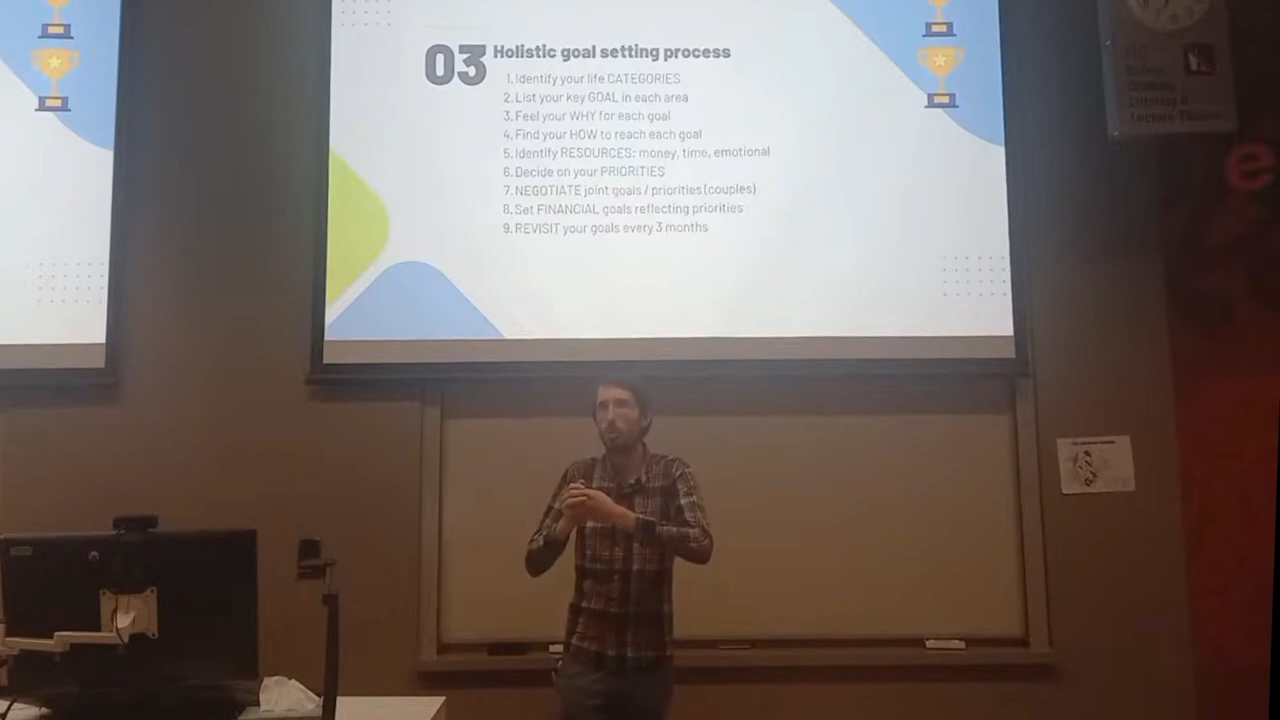 03 Holistic goal setting process
1. Identify your life CATEGORIES
2. List your key GOAL in each area
3. Feel your WHY for each goal
4. Find your HOW to reach each goal
5. Identify RESOURCES: money, time, emotional
6. Decide on your PRIORITIES
7. NEGOTIATE joint goals / priorities (couples)
8. Set FINANCIAL goals reflecting priorities
9. REVISIT your goals every 3 months
e